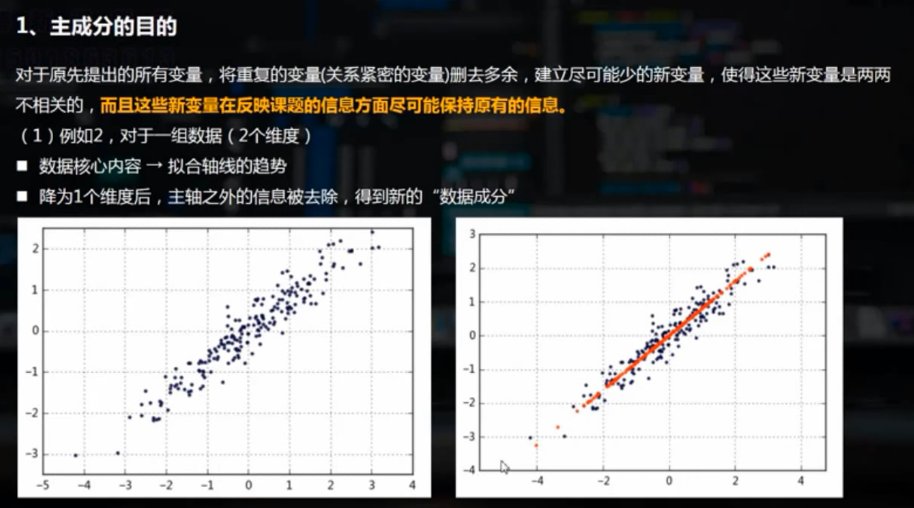 1、主成分的目的
对于原先提出的所有变量，将重复的变量(关系紧密的变量)删去多余，建立尽可能少的新变量，使得这些新变量是两两
不相关的，而且这些新变量在反映课题的信息方面尽可能保持原有的信息。
（1）例如2，对于一组数据（2个维度）
■ 数据核心内容 → 拟合轴线的趋势
■ 降为1个维度后，主轴之外的信息被去除，得到新的“数据成分”
2
1
0
−1
−2
−3
−5 −4 −3 −2 −1 0 1 2 3 4
3
2
1
0
−1
−2
−3
−4
−4 −2 0 2 4